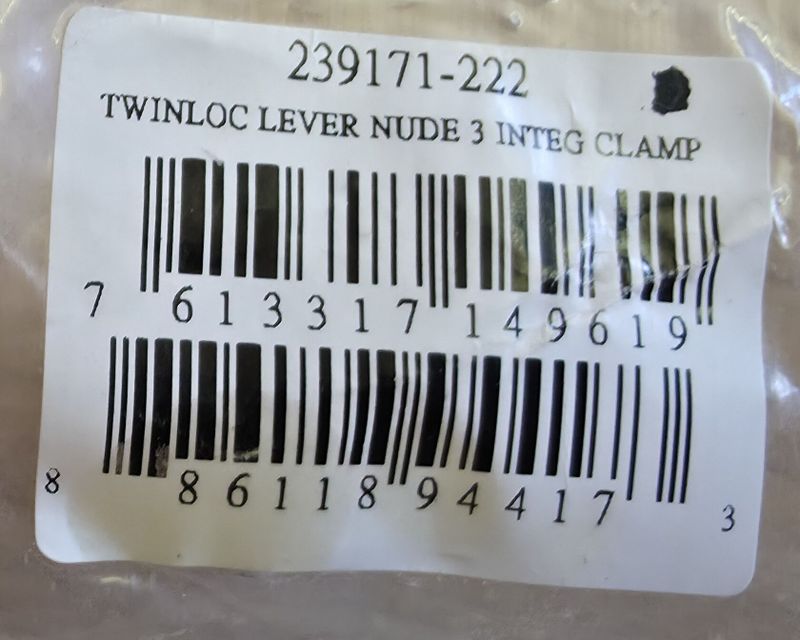 239171-222
TWINLOC LEVER NUDE 3 INTEG CLAMP
7 613317 149619
8 86118 94417 3